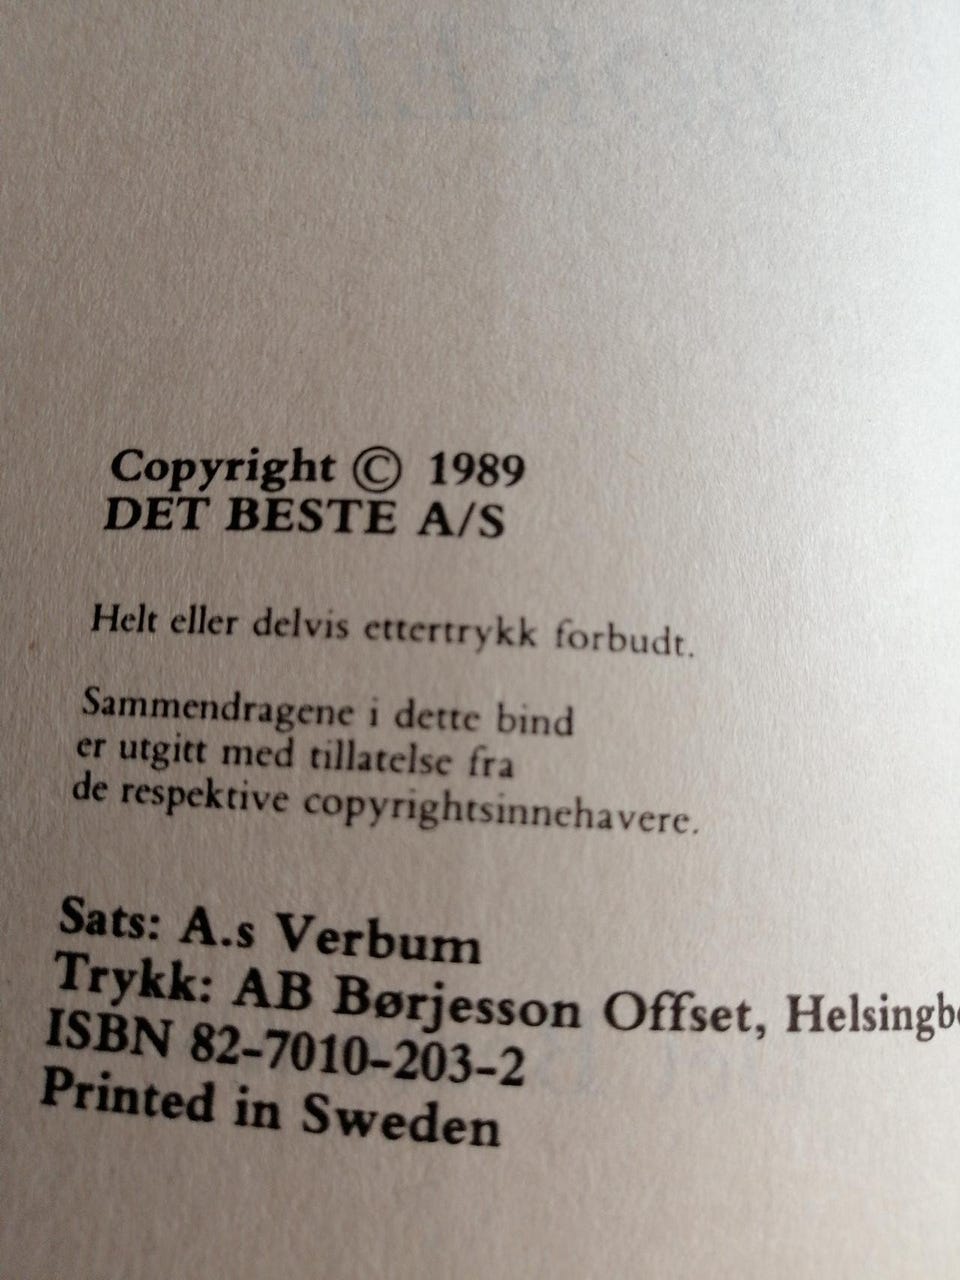 Copyright © 1989
DET BESTE A/S
Helt eller delvis ettertrykk forbudt.
Sammendragene i dette bind
er utgitt med tillatelse fra
de respektive copyrightsinnehavere.
Sats: A.s Verbum
Trykk: AB Børjesson Offset,
ISBN 82-7010-203-2
Printed in Sweden